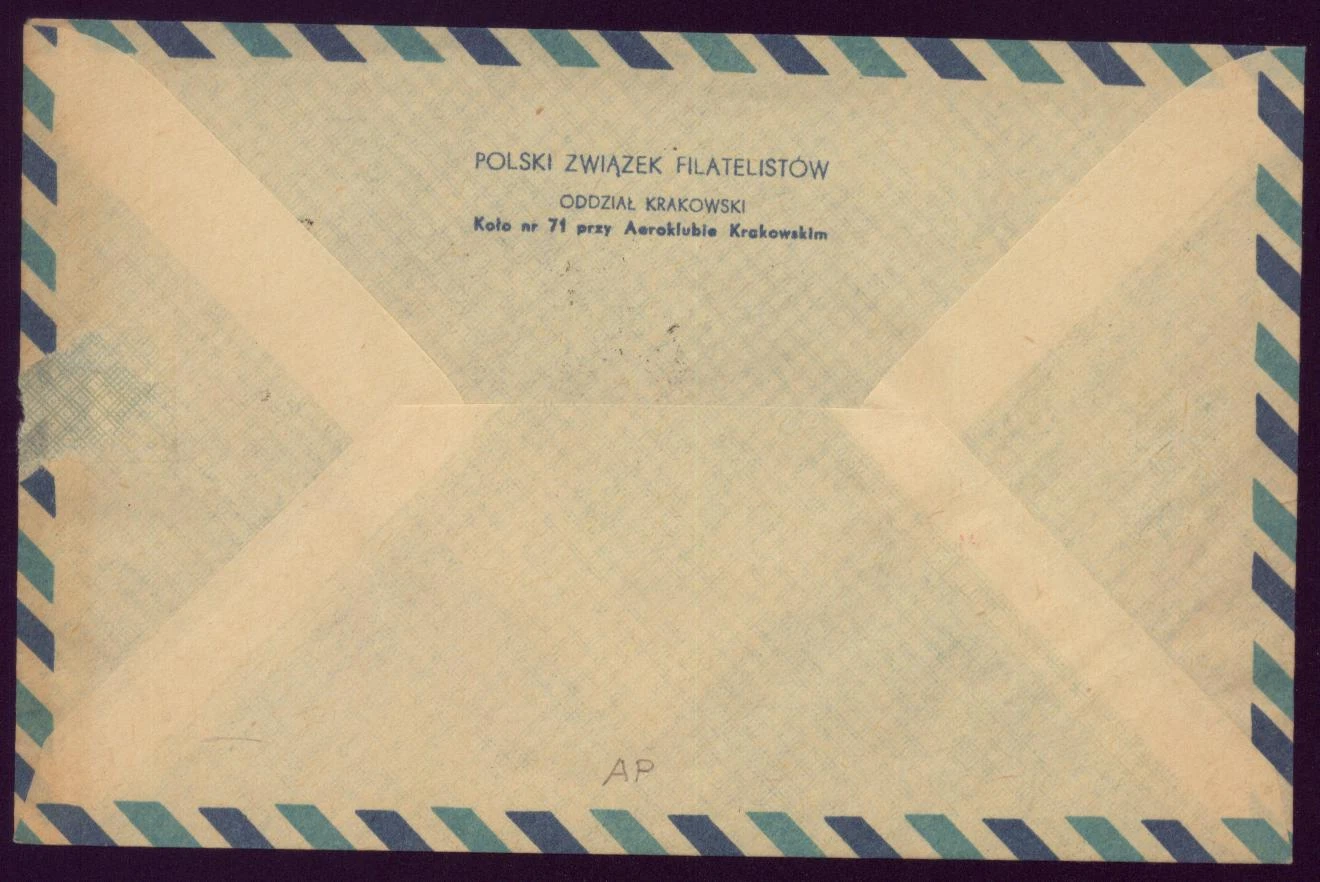 POLSKI ZWIĄZEK FILATELISTÓW
ODDZIAŁ KRAKOWSKI
Koło nr 71 przy Aeroklubie Krakowskim
AP